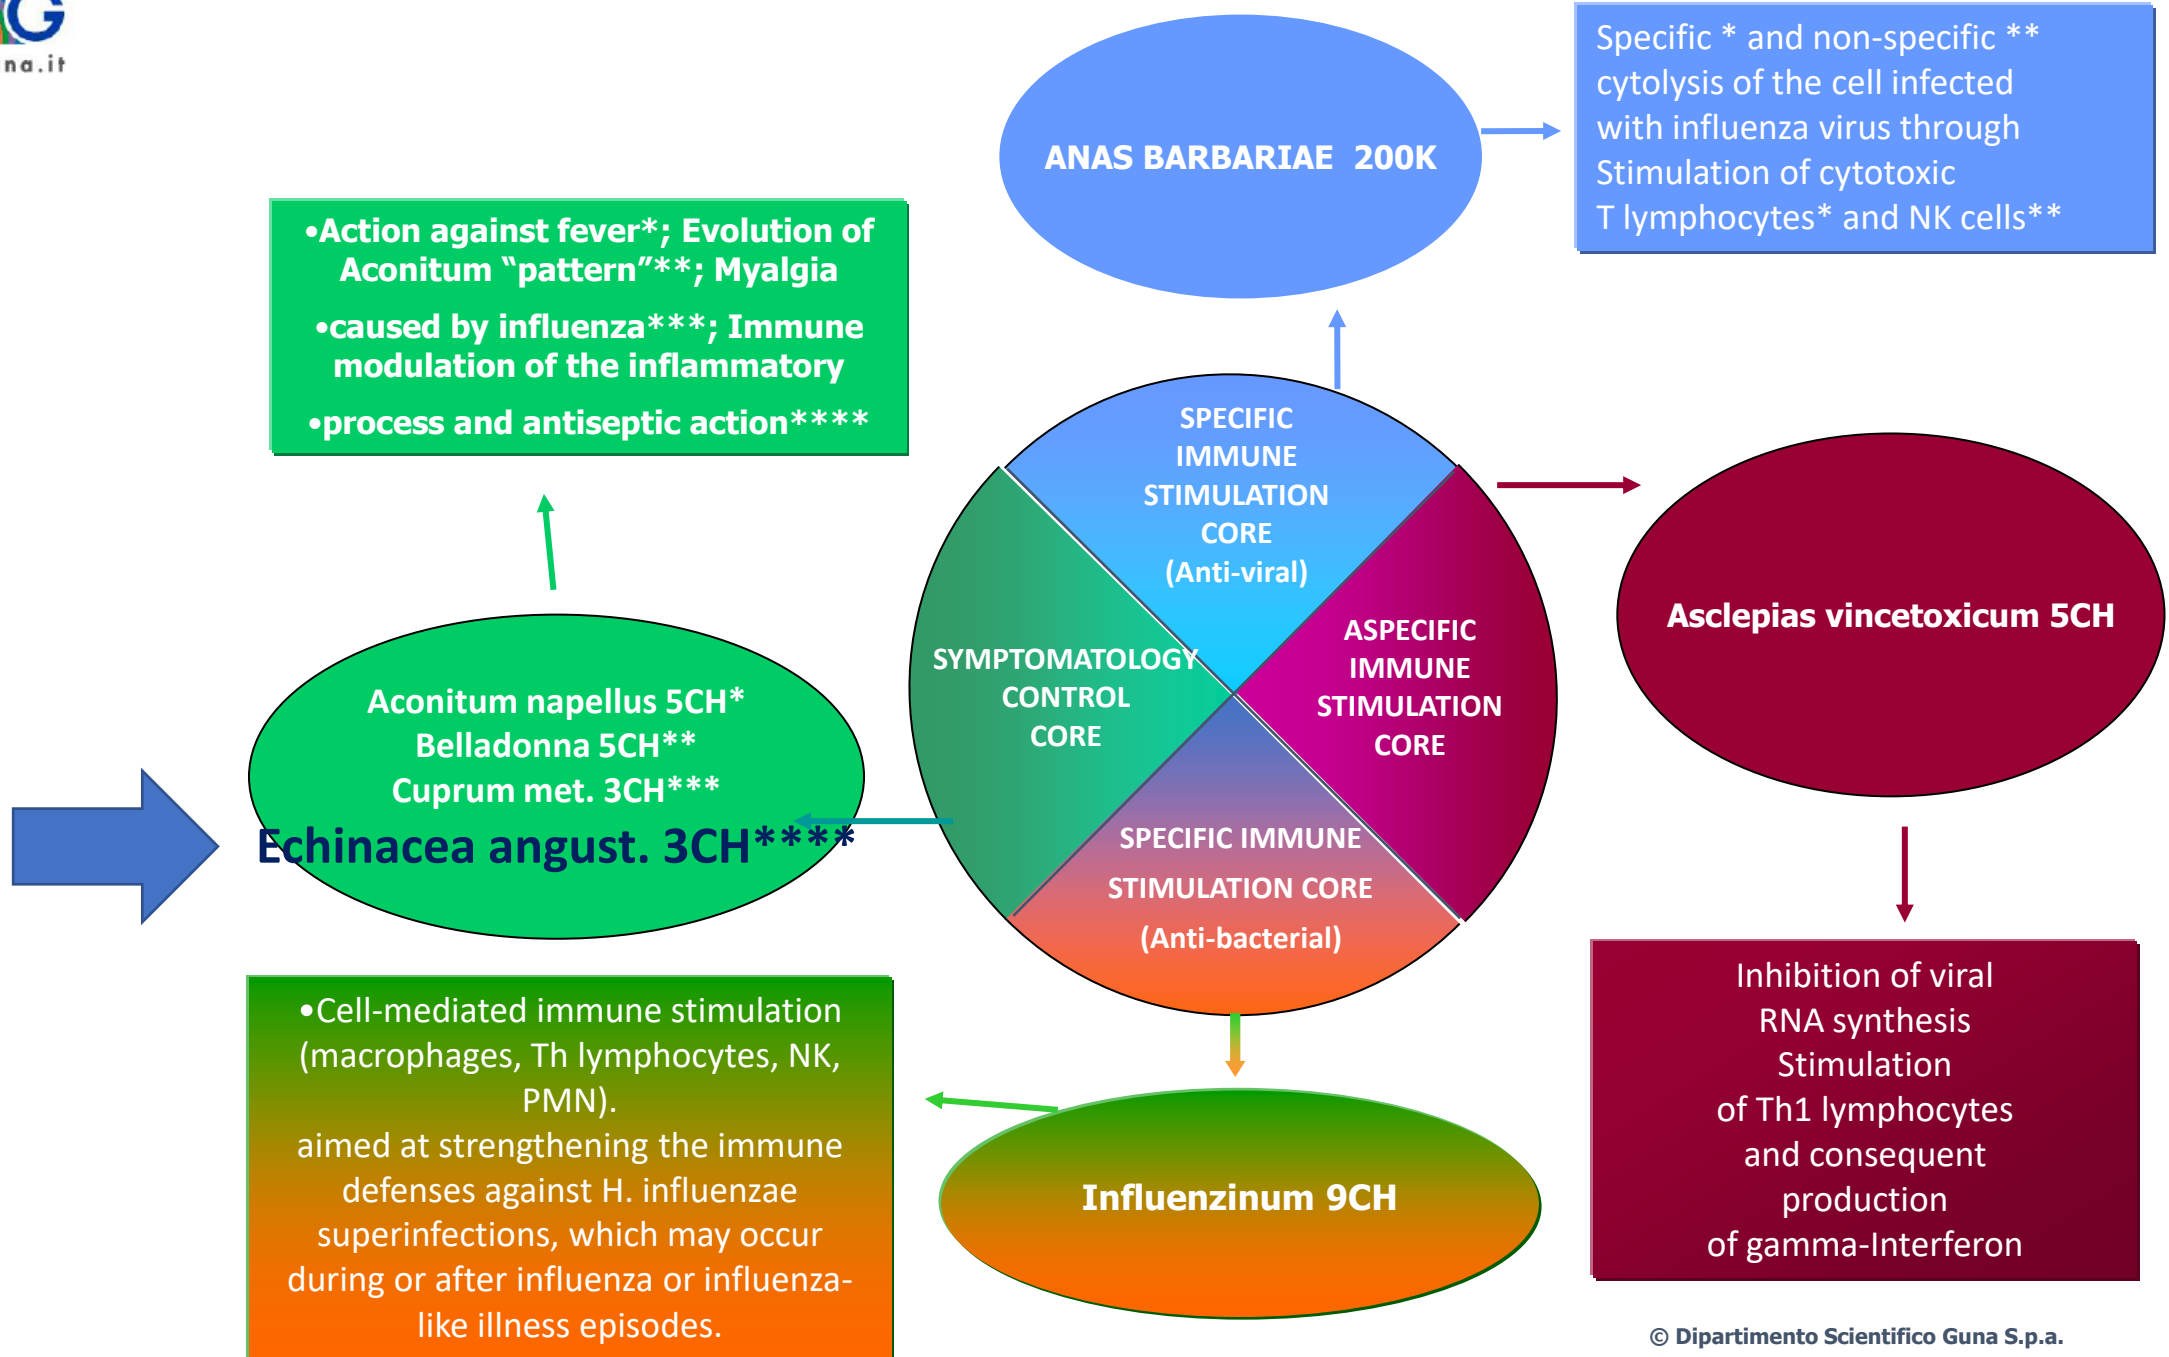 na.it
ANAS BARBARIAE 200K
Specific * and non-specific **
cytolysis of the cell infected
with influenza virus through
Stimulation of cytotoxic
T lymphocytes* and NK cells**
•Action against fever*; Evolution of
Aconitum “pattern”**; Myalgia
•caused by influenza***; Immune
modulation of the inflammatory
•process and antiseptic action****
SPECIFIC
IMMUNE
STIMULATION
CORE
(Anti-viral)
SYMPTOMATOLOGY
CONTROL
CORE
ASPECIFIC
IMMUNE
STIMULATION
CORE
SPECIFIC IMMUNE
STIMULATION CORE
(Anti-bacterial)
Asclepias vincetoxicum 5CH
Aconitum napellus 5CH*
Belladonna 5CH**
Cuprum met. 3CH***
Echinacea angust. 3CH****
•Cell-mediated immune stimulation
(macrophages, Th lymphocytes, NK,
PMN).
aimed at strengthening the immune
defenses against H. influenzae
superinfections, which may occur
during or after influenza or influenza-
like illness episodes.
Influenzinum 9CH
Inhibition of viral
RNA synthesis
Stimulation
of Th1 lymphocytes
and consequent
production
of gamma-Interferon
© Dipartimento Scientifico Guna S.p.a.